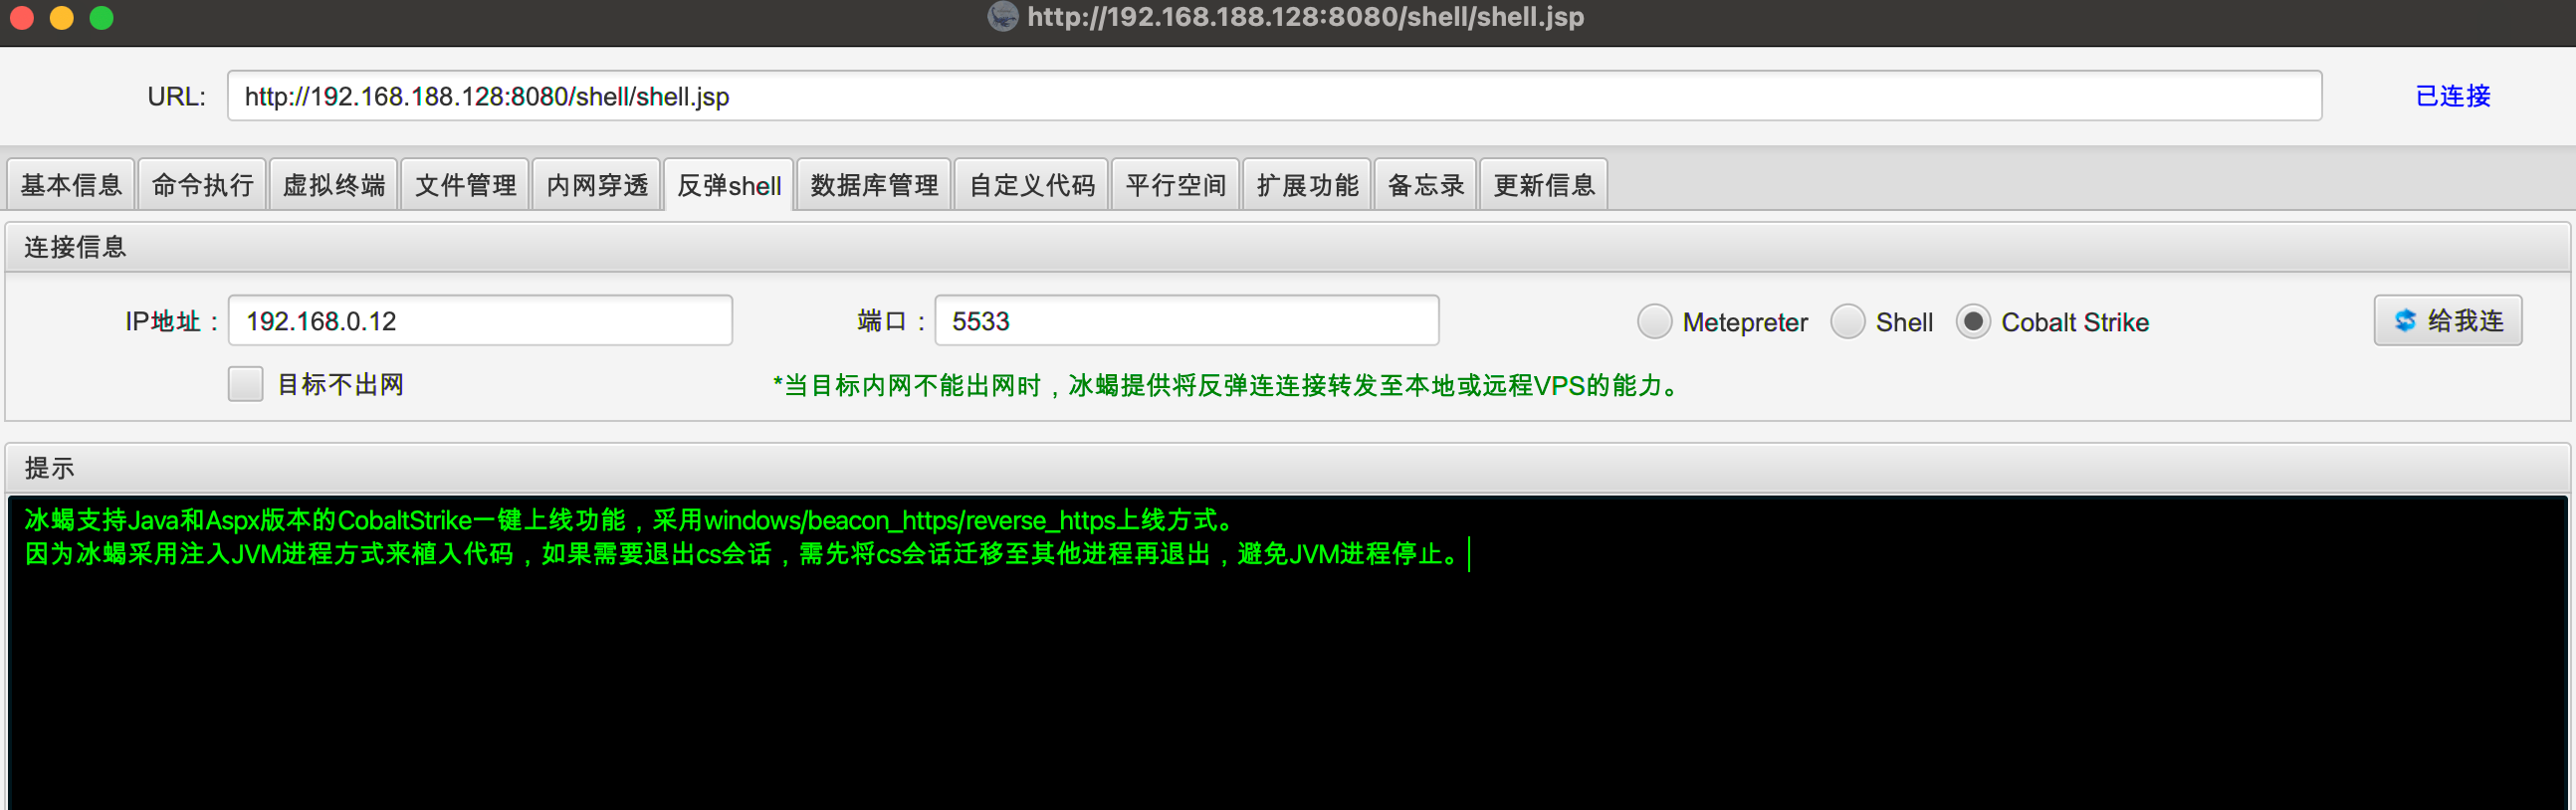 http://192.168.188.128:8080/shell/shell.jsp
URL: http://192.168.188.128:8080/shell/shell.jsp 已连接
基本信息 命令执行 虚拟终端 文件管理 内网穿透 反弹shell 数据库管理 自定义代码 平行空间 扩展功能 备忘录 更新信息
连接信息
IP地址： 192.168.0.12 端口： 5533 Metepreter Shell Cobalt Strike 给我连
目标不出网 *当目标内网不能出网时，冰蝎提供将反弹连连接转发至本地或远程VPS的能力。
提示
冰蝎支持Java和Aspx版本的CobaltStrike一键上线功能，采用windows/beacon_https/reverse_https上线方式。
因为冰蝎采用注入JVM进程方式来植入代码，如果需要退出cs会话，需先将cs会话迁移至其他进程再退出，避免JVM进程停止。